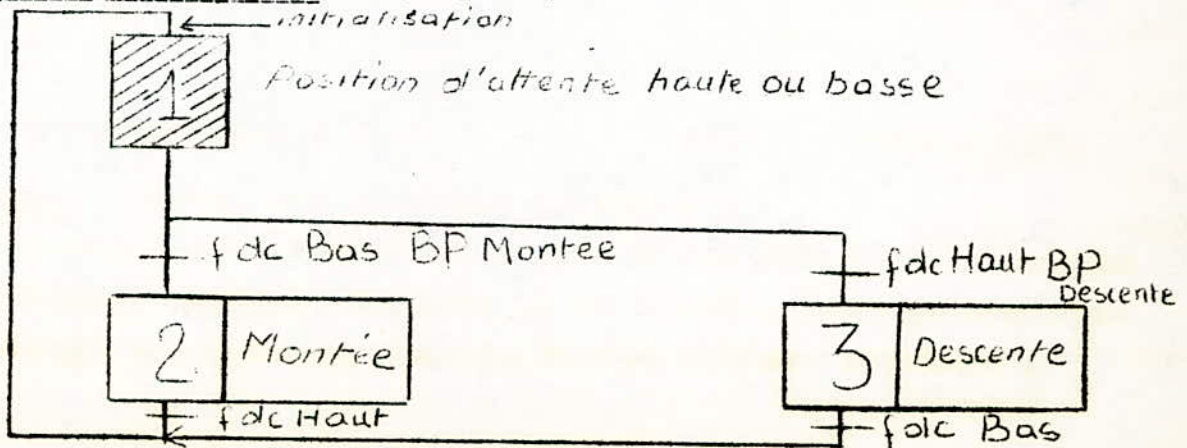 initialisation
1
Position d'attente haute ou basse
fdc Bas BP Montee
fdc Haut BP
Descente
2 Montée
3 Descente
fdc Haut
fdc Bas